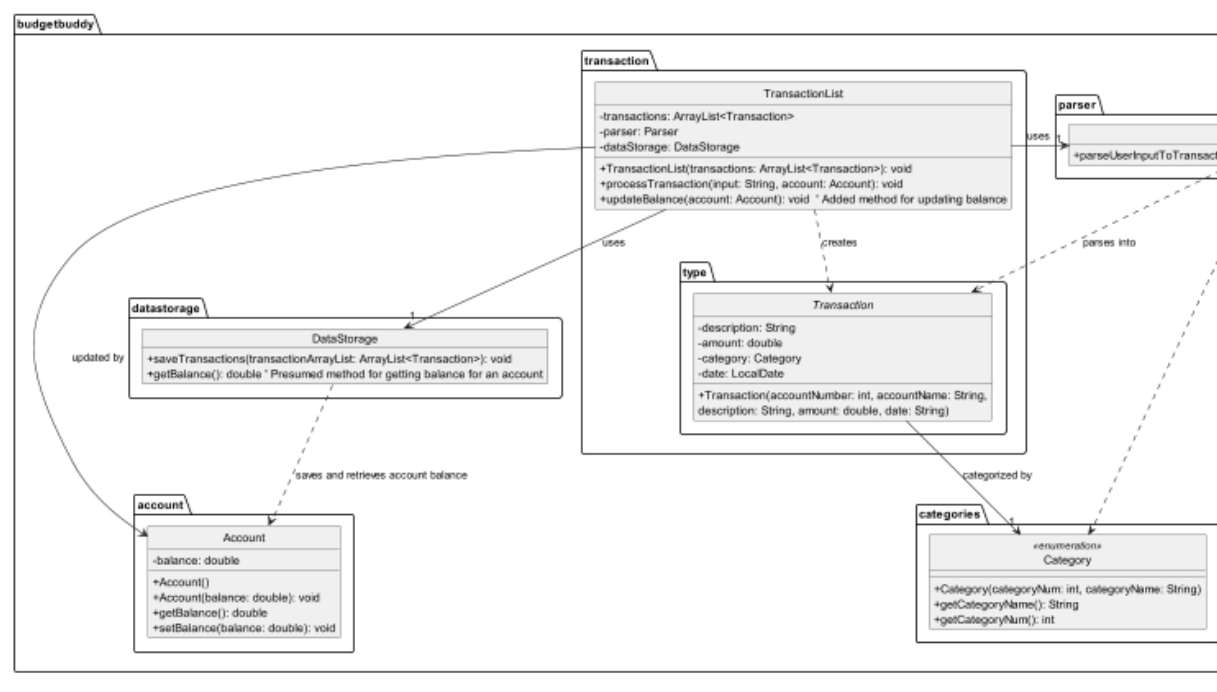 budgetbuddy
transaction
TransactionList
-transactions: ArrayList<Transaction>
-parser: Parser
-dataStorage: DataStorage
+TransactionList(transactions: ArrayList<Transaction>): void
+processTransaction(input: String, account: Account): void
+updateBalance(account: Account): void " Added method for updating balance
parser
uses
1
+parseUserInputToTransact
uses
creates
parses into
type
Transaction
-description: String
-amount: double
-category: Category
-date: LocalDate
+Transaction(accountNumber: int, accountName: String,
description: String, amount: double, date: String)
datastorage
1
DataStorage
+saveTransactions(transactionArrayList: ArrayList<Transaction>): void
+getBalance(): double " Presumed method for getting balance for an account
updated by
saves and retrieves account balance
categorized by
account
Account
-balance: double
+Account()
+Account(balance: double): void
+getBalance(): double
+setBalance(balance: double): void
categories
1
«enumeration»
Category
+Category(categoryNum: int, categoryName: String)
+getCategoryName(): String
+getCategoryNum(): int